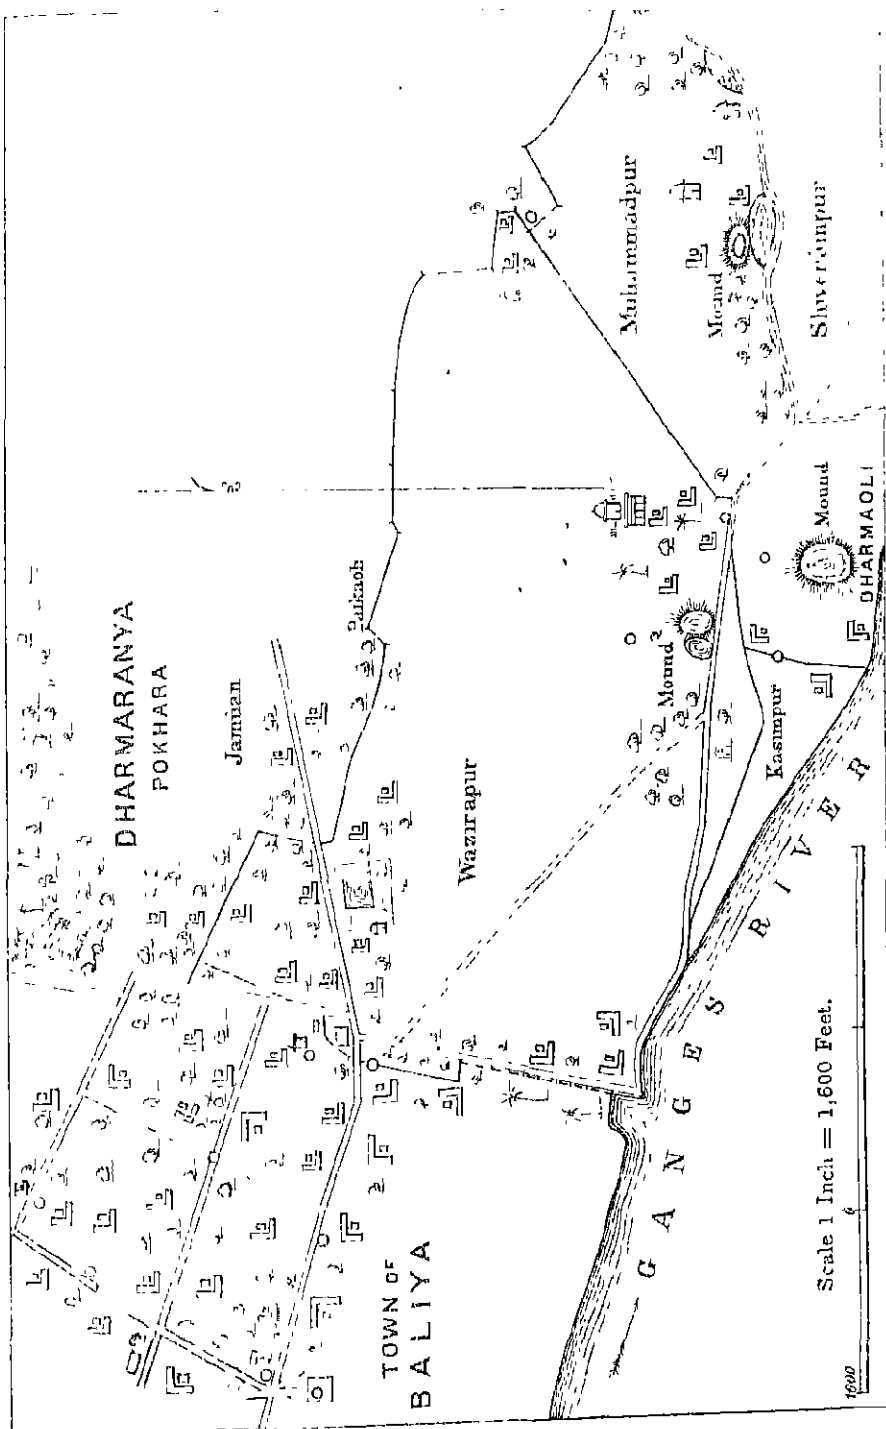 DHARMARANYA
POKHARA
Jamuan
Wazirapur
Muhammadpur
Mound
Mound
Mound
DHARMAOLI
Kasimpur
TOWN OF
BALIYA
GANGES RIVER
Scale 1 Inch = 1,600 Feet.
1600